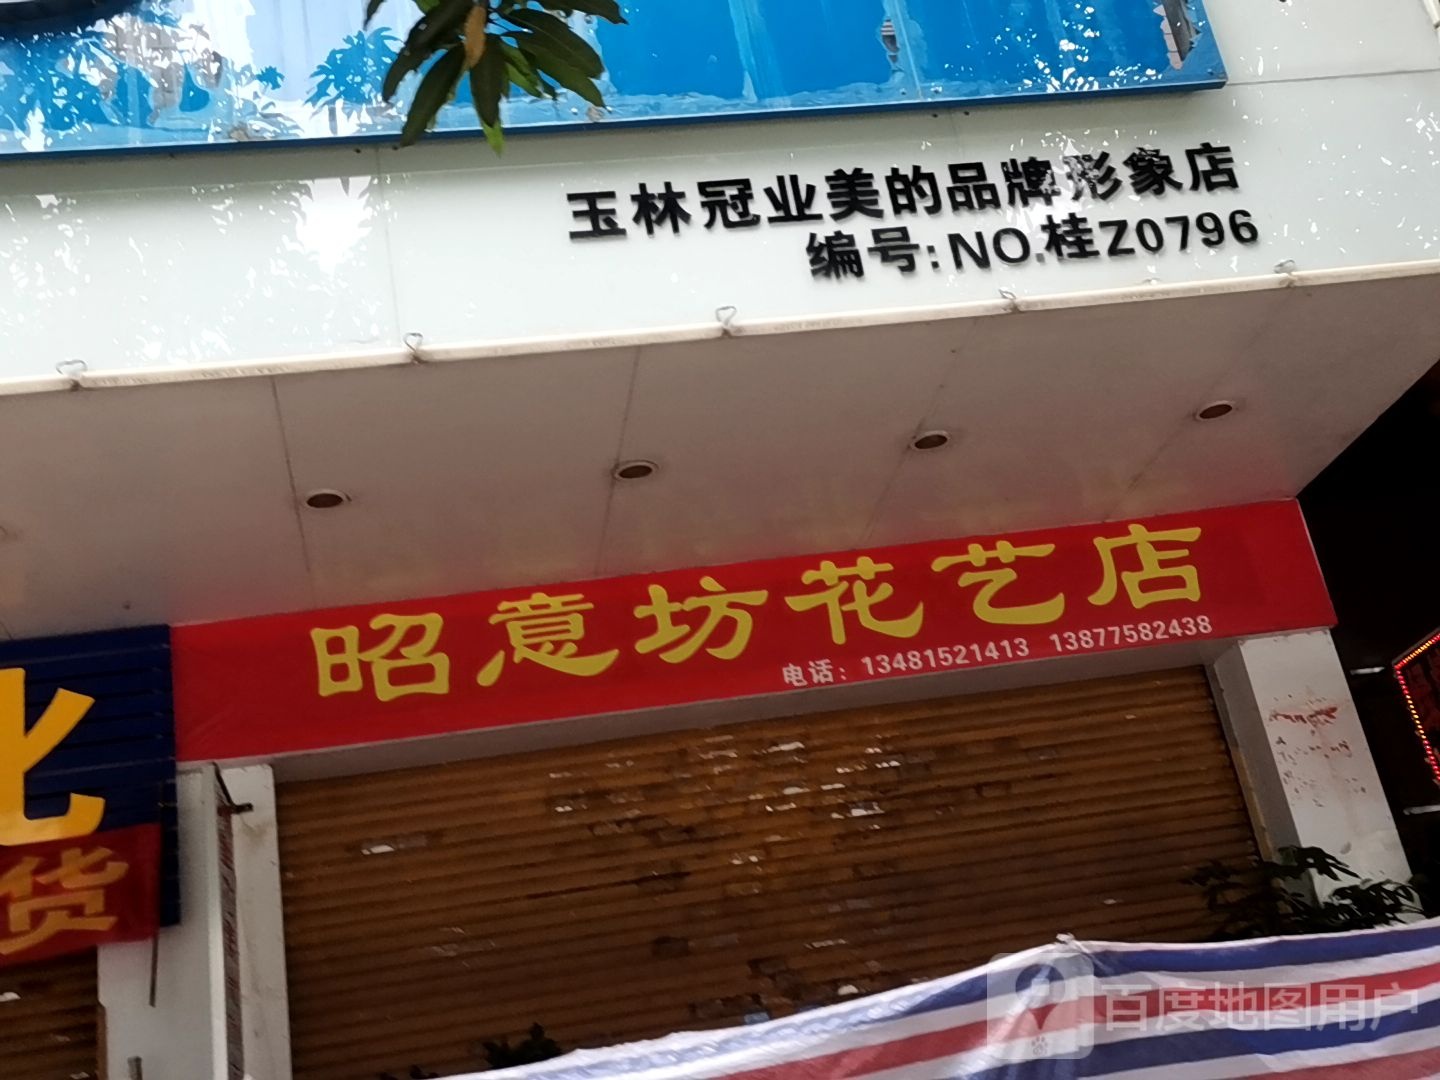 玉林冠业美的品牌形象店
编号:NO.桂Z0796
昭意坊花艺店
电话：13481521413 13877582438
货
百度地图用户